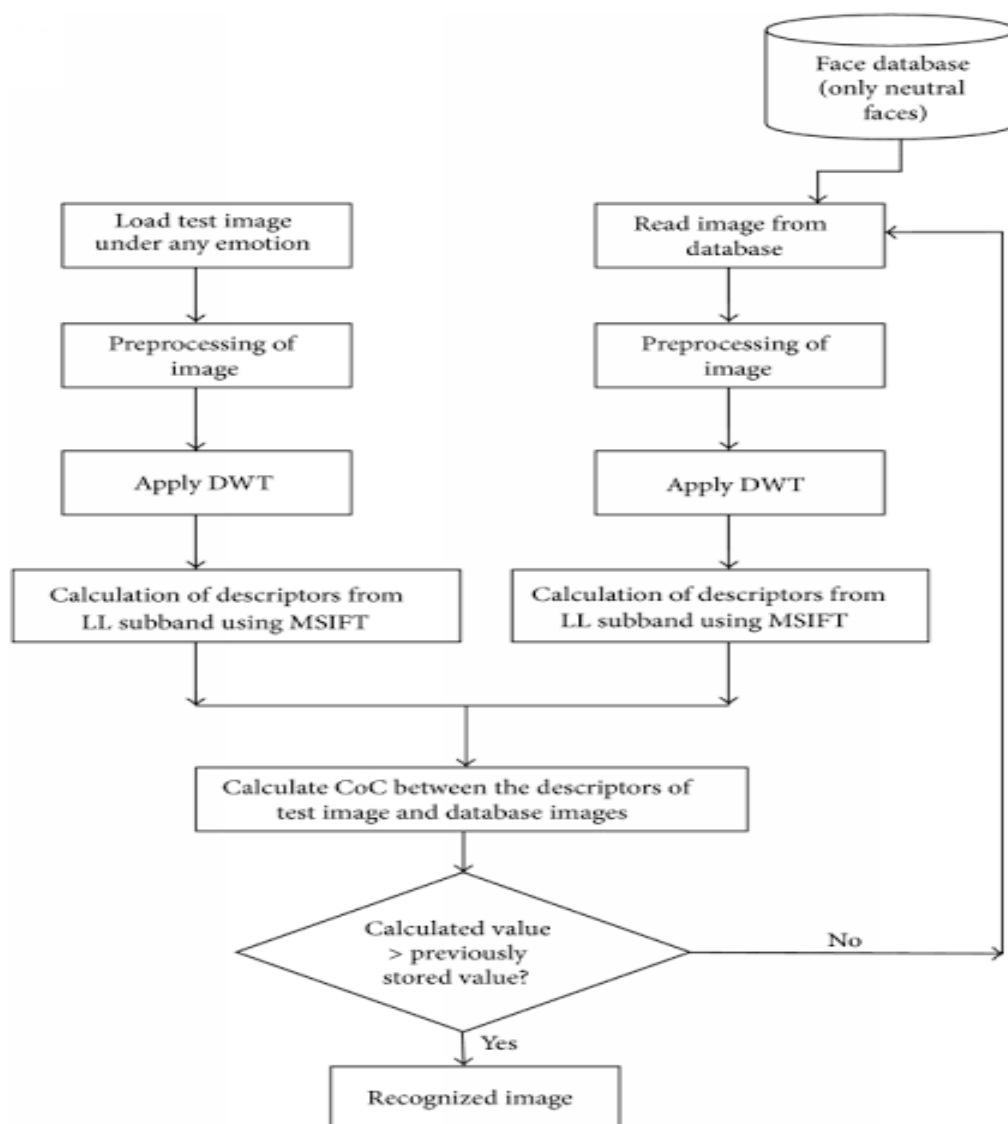 Face database
(only neutral
faces)
Load test image
under any emotion
Read image from
database
Preprocessing of
image
Preprocessing of
image
Apply DWT
Apply DWT
Calculation of descriptors from
LL subband using MSIFT
Calculation of descriptors from
LL subband using MSIFT
Calculate CoC between the descriptors of
test image and database images
Calculated value
> previously
stored value?
No
Yes
Recognized image